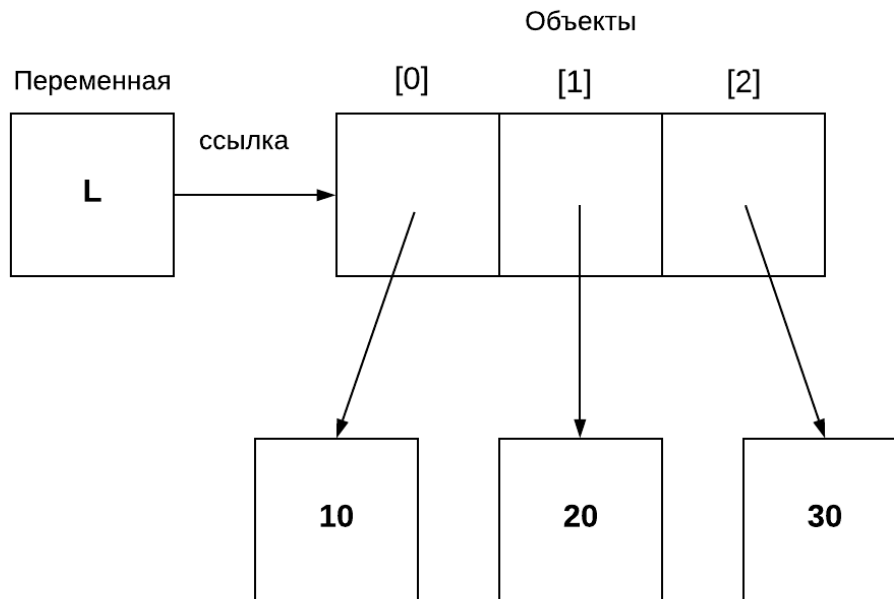 Объекты
Переменная
[0] [1] [2]
ссылка
L
10 20 30